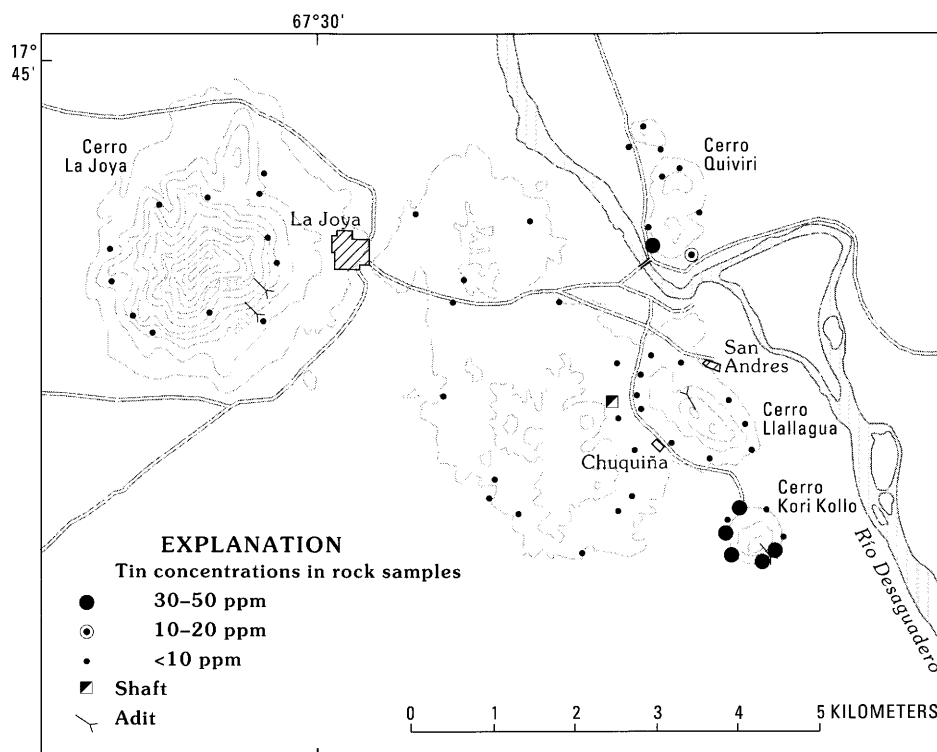 67°30'
17°
45'
Cerro
La Joya
Cerro
Quiviri
La Joya
San
Andres
Cerro
Llallagua
Chuquiña
Cerro
Kori Kollo
Río Desaguadero
EXPLANATION
Tin concentrations in rock samples
30–50 ppm
10–20 ppm
<10 ppm
Shaft
Adit
0 1 2 3 4 5 KILOMETERS